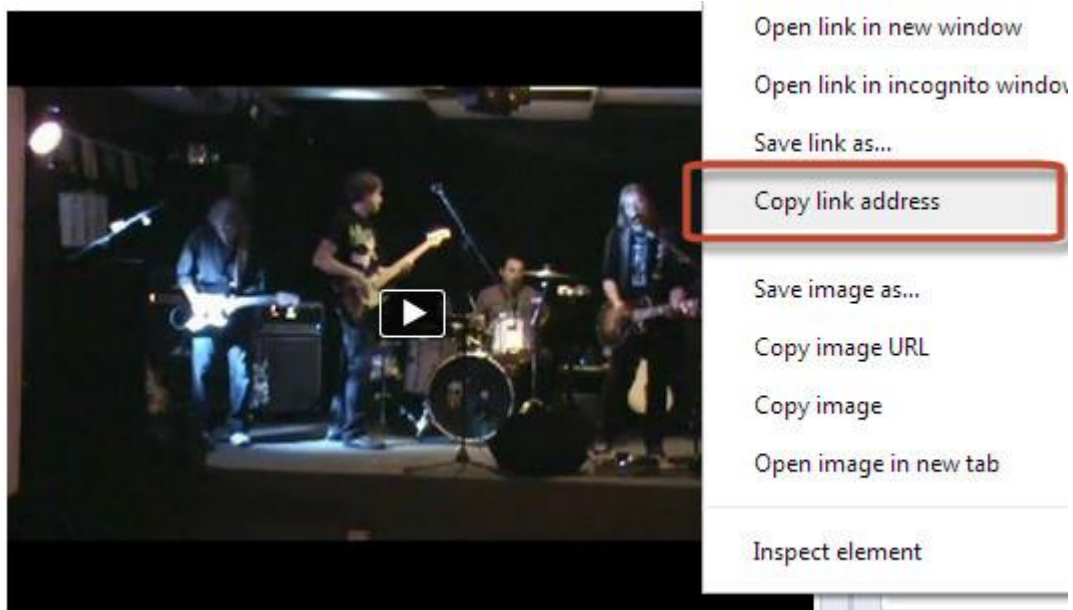 Open link in new window
Open link in incognito window
Save link as...
Copy link address
Save image as...
Copy image URL
Copy image
Open image in new tab
Inspect element